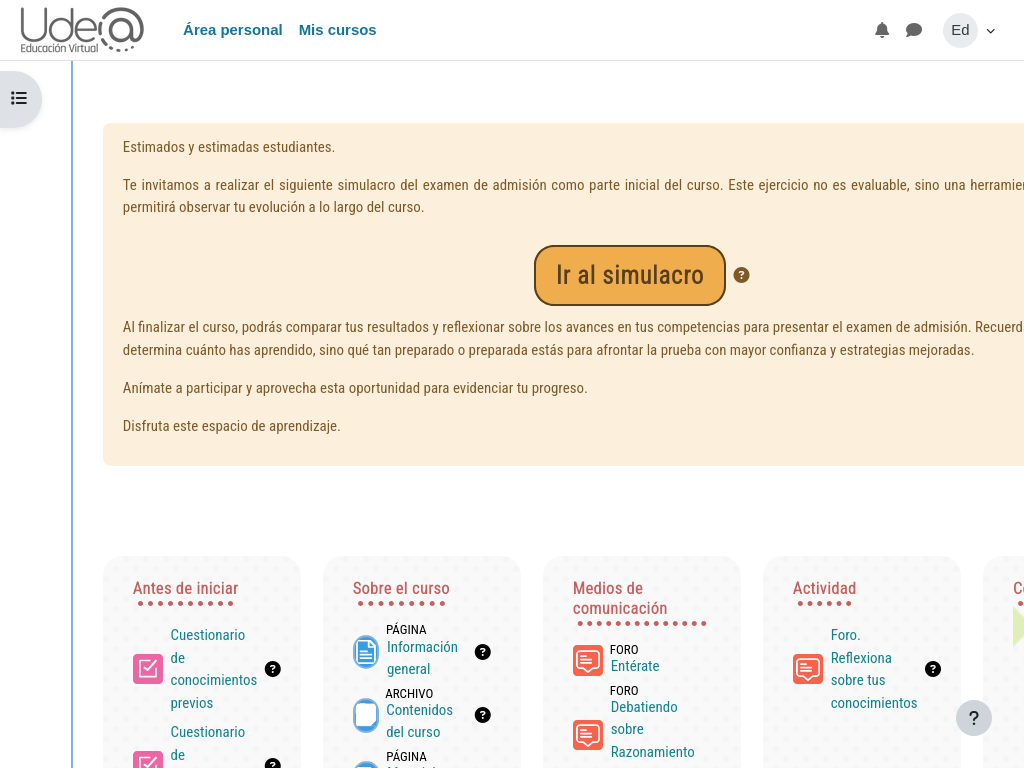 Ude@
Educación Virtual
Área personal Mis cursos
Ed
Estimados y estimadas estudiantes.
Te invitamos a realizar el siguiente simulacro del examen de admisión como parte inicial del curso. Este ejercicio no es evaluable, sino una
permitirá observar tu evolución a lo largo del curso.
Ir al simulacro
?
Al finalizar el curso, podrás comparar tus resultados y reflexionar sobre los avances en tus competencias para presentar el examen de admisión.
determina cuánto has aprendido, sino qué tan preparado o preparada estás para afrontar la prueba con mayor confianza y estrategias mejoradas.
Anímate a participar y aprovecha esta oportunidad para evidenciar tu progreso.
Disfruta este espacio de aprendizaje.
Antes de iniciar
Cuestionario
de
conocimientos
previos
?
Cuestionario
de
?
Sobre el curso
PÁGINA
Información
general
?
ARCHIVO
Contenidos
del curso
?
PÁGINA
Medios de
comunicación
FORO
Entérate
FORO
Debatiendo
sobre
Razonamiento
Actividad
Foro.
Reflexiona
sobre tus
conocimientos
?
?